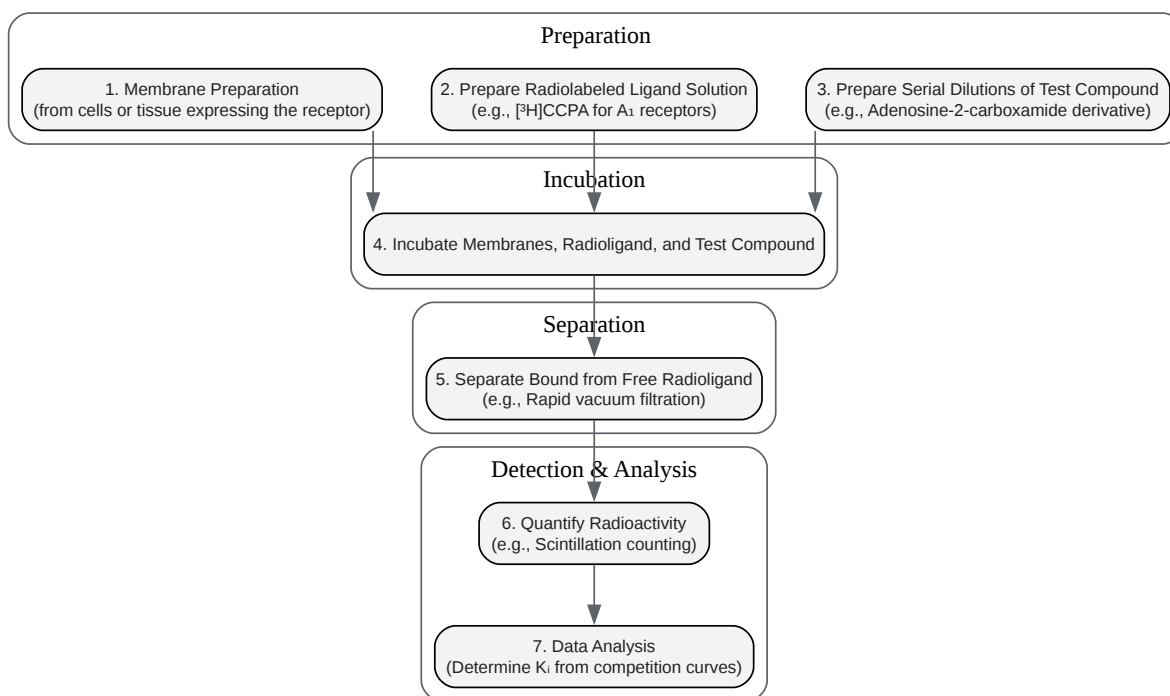 Preparation
1. Membrane Preparation
(from cells or tissue expressing the receptor)
2. Prepare Radiolabeled Ligand Solution
(e.g., [³H]CCPA for A₁ receptors)
3. Prepare Serial Dilutions of Test Compound
(e.g., Adenosine-2-carboxamide derivative)
Incubation
4. Incubate Membranes, Radioligand, and Test Compound
Separation
5. Separate Bound from Free Radioligand
(e.g., Rapid vacuum filtration)
Detection & Analysis
6. Quantify Radioactivity
(e.g., Scintillation counting)
7. Data Analysis
(Determine Kᵢ from competition curves)